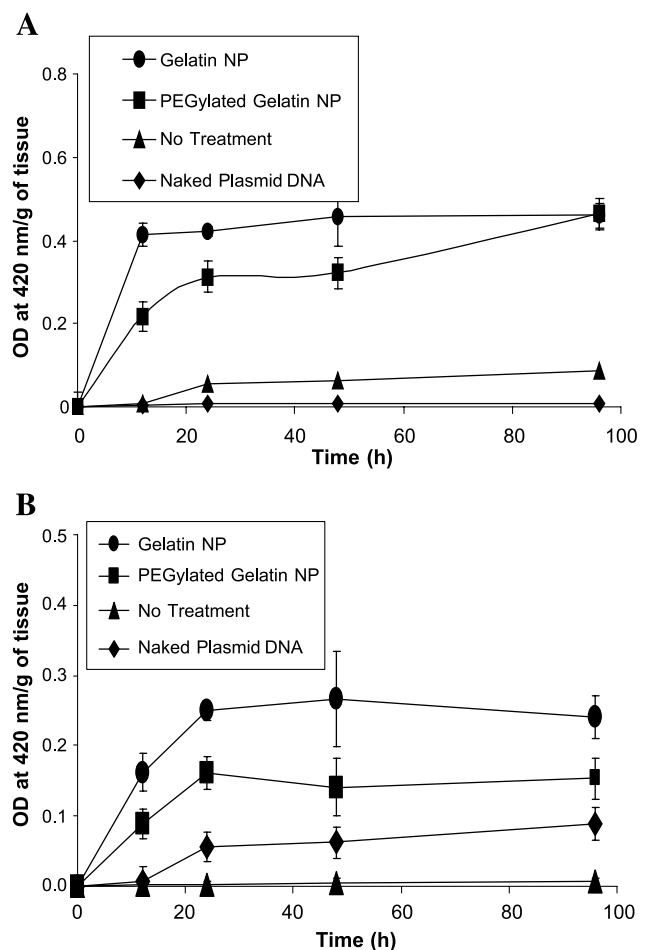 A
Gelatin NP
PEGylated Gelatin NP
No Treatment
Naked Plasmid DNA
0.8
0.6
0.4
0.2
0
OD at 420 nm/g of tissue
0 20 40 60 80 100
Time (h)
B
Gelatin NP
PEGylated Gelatin NP
No Treatment
Naked Plasmid DNA
0.5
0.4
0.3
0.2
0.1
0.0
OD at 420 nm/g of tissue
0 20 40 60 80 100
Time (h)